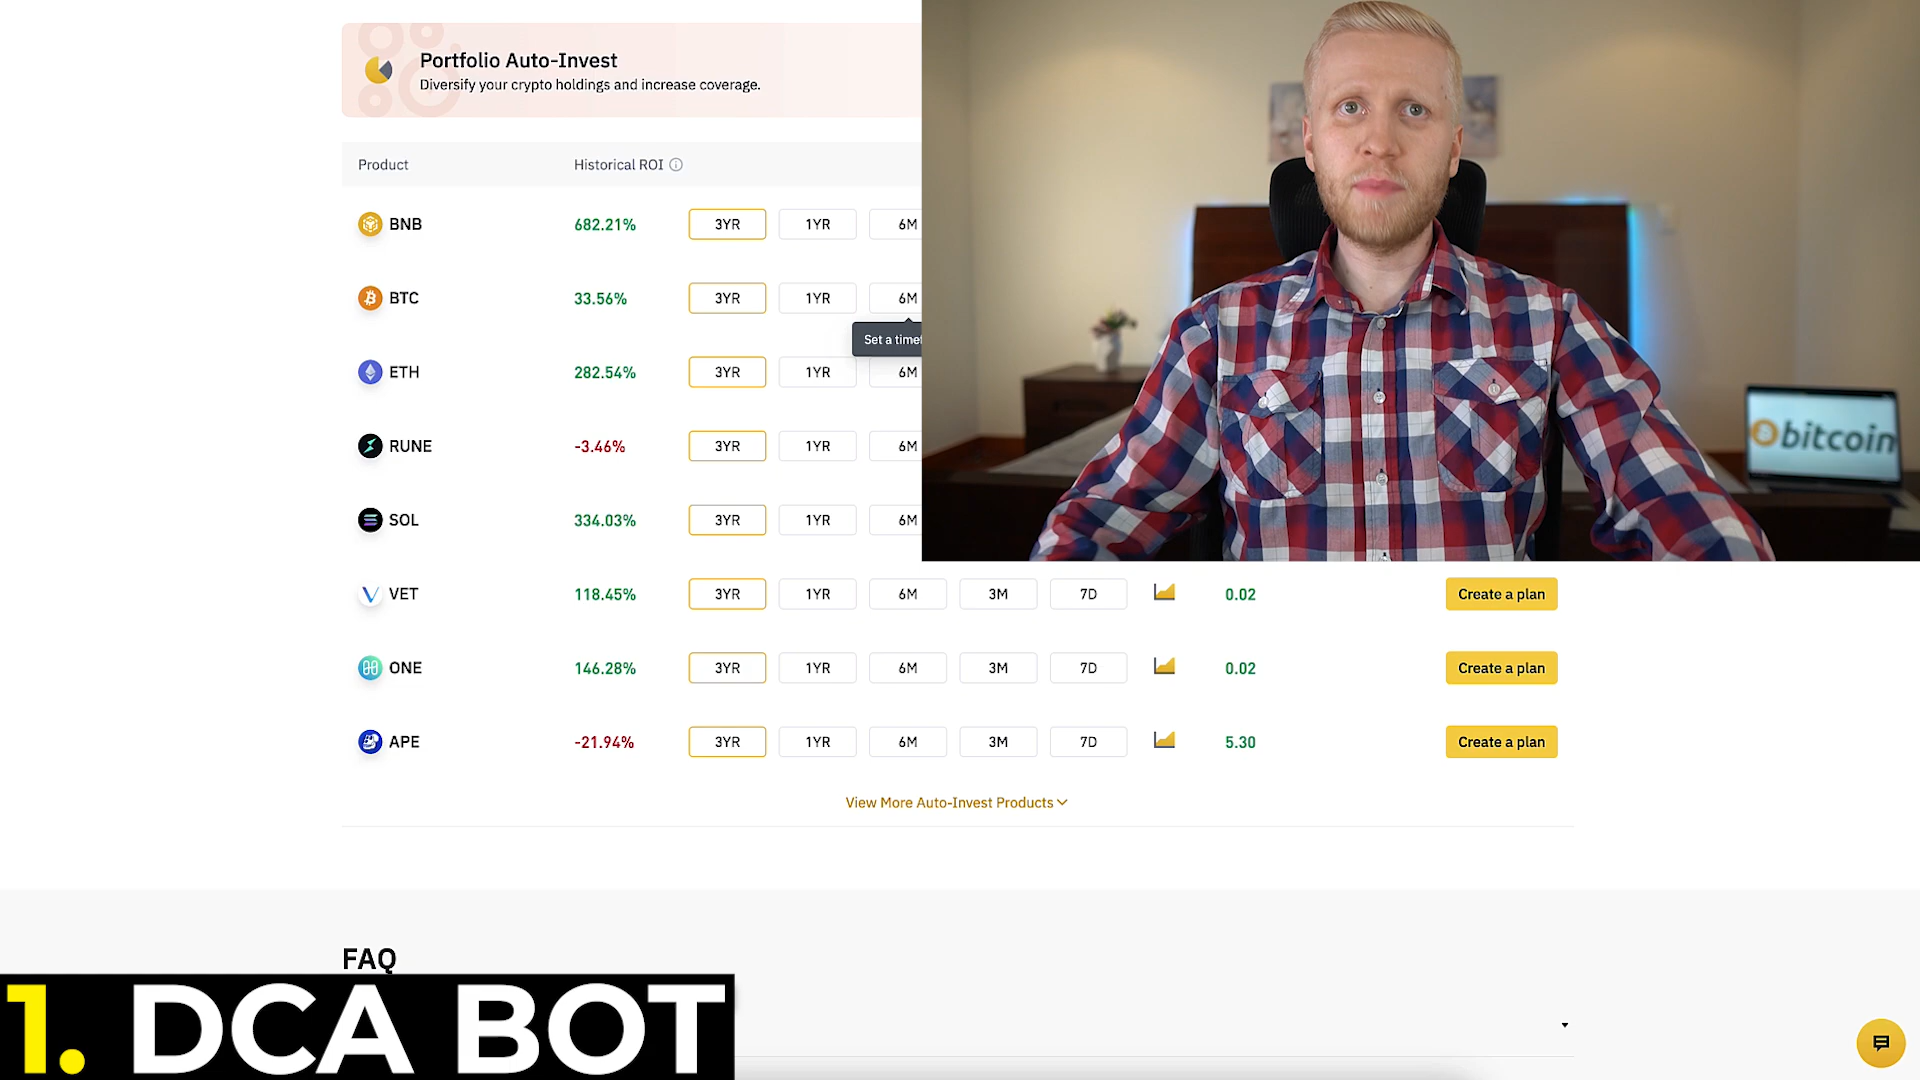 Portfolio Auto-Invest
Diversify your crypto holdings and increase coverage.
Product Historical ROI
BNB 682.21% 3YR 1YR 6M
BTC 33.56% 3YR 1YR 6M
Set a time
ETH 282.54% 3YR 1YR 6M
RUNE -3.46% 3YR 1YR 6M
SOL 334.03% 3YR 1YR 6M
bitcoin
VET 118.45% 3YR 1YR 6M 3M 7D 0.02 Create a plan
ONE 146.28% 3YR 1YR 6M 3M 7D 0.02 Create a plan
APE -21.94% 3YR 1YR 6M 3M 7D 5.30 Create a plan
View More Auto-Invest Products
FAQ
1. DCA BOT